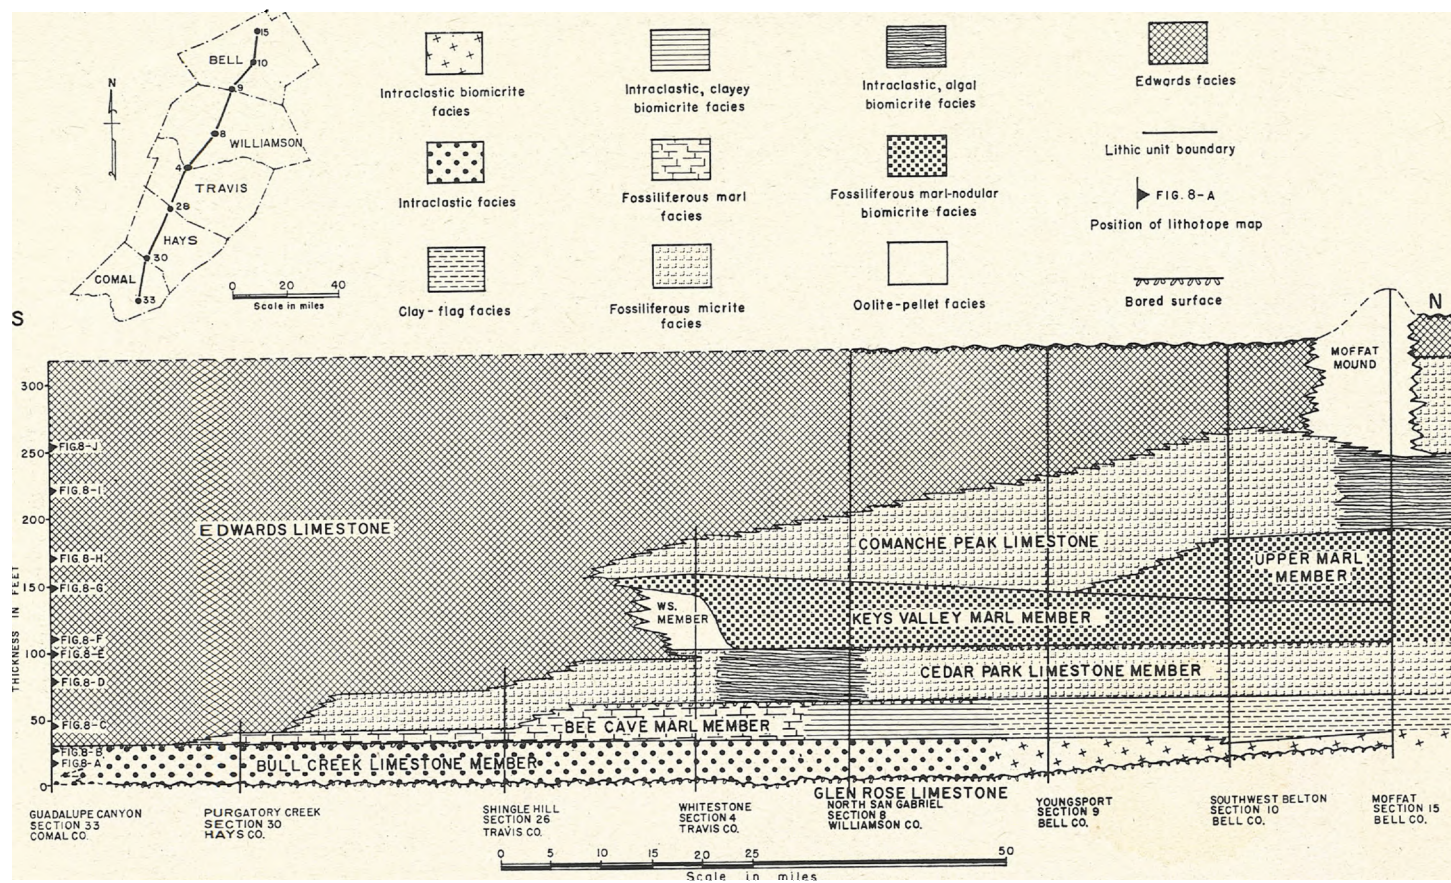 N
BELL
15
10
9
8
WILLIAMSON
4
TRAVIS
28
HAYS
30
COMAL
33
0 20 40
Scale in miles
Intraclastic biomicrite
facies
Intraclastic, clayey
biomicrite facies
Intraclastic, algal
biomicrite facies
Edwards facies
Lithic unit boundary
Intraclastic facies
Fossiliferous marl
facies
Fossiliferous marl-nodular
biomicrite facies
FIG. 8-A
Position of lithotope map
Clay-flag facies
Fossiliferous micrite
facies
Oolite-pellet facies
Bored surface
S
N
MOFFAT
MOUND
300
250
200
150
100
50
0
THICKNESS IN FEET
FIG.8-J
FIG.8-I
FIG.8-H
FIG.8-G
FIG.8-F
FIG.8-E
FIG.8-D
FIG.8-C
FIG.8-B
FIG.8-A
EDWARDS LIMESTONE
COMANCHE PEAK LIMESTONE
UPPER MARL
MEMBER
WS.
MEMBER
KEYS VALLEY MARL MEMBER
CEDAR PARK LIMESTONE MEMBER
BEE CAVE MARL MEMBER
BULL CREEK LIMESTONE MEMBER
GLEN ROSE LIMESTONE
GUADALUPE CANYON
SECTION 33
COMAL CO.
PURGATORY CREEK
SECTION 30
HAYS CO.
SHINGLE HILL
SECTION 26
TRAVIS CO.
WHITESTONE
SECTION 4
TRAVIS CO.
NORTH SAN GABRIEL
SECTION 8
WILLIAMSON CO.
YOUNGSPORT
SECTION 9
BELL CO.
SOUTHWEST BELTON
SECTION 10
BELL CO.
MOFFAT
SECTION 15
BELL CO.
0 5 10 15 20 25 50
Scale in miles